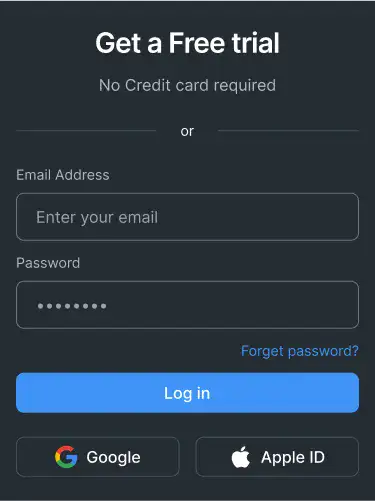 Get a Free trial
No Credit card required
or
Email Address
Enter your email
Password
Forget password?
Log in
Google
Apple ID